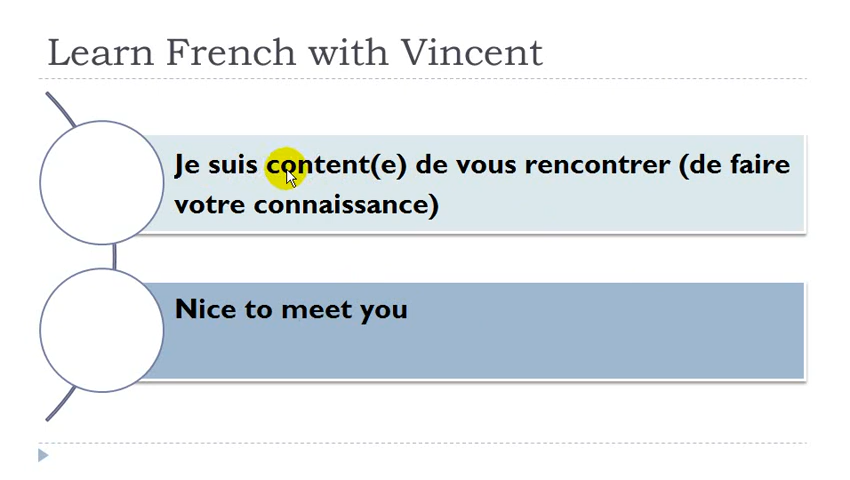 Learn French with Vincent
Je suis content(e) de vous rencontrer (de faire
votre connaissance)
Nice to meet you